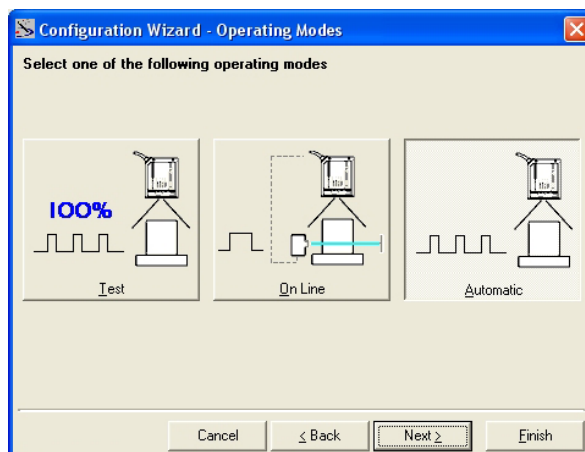 Configuration Wizard - Operating Modes
Select one of the following operating modes
100%
Test
On Line
Automatic
Cancel
< Back
Next >
Finish